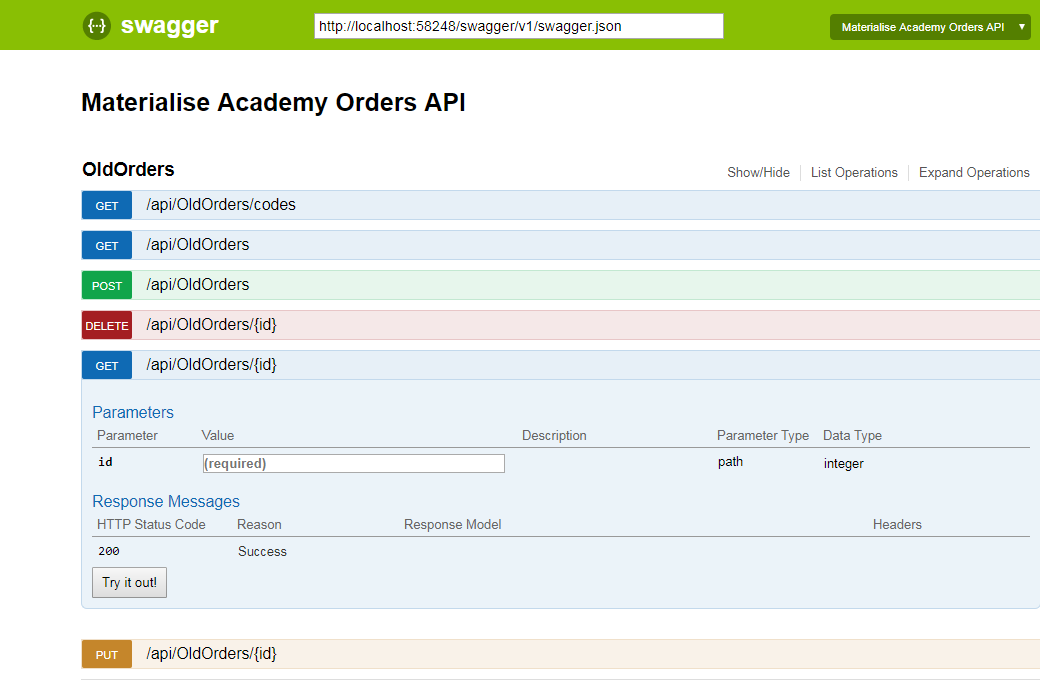 {···} swagger http://localhost:58248/swagger/v1/swagger.json Materialise Academy Orders API ▼
Materialise Academy Orders API
OldOrders Show/Hide List Operations Expand Operations
GET /api/OldOrders/codes
GET /api/OldOrders
POST /api/OldOrders
DELETE /api/OldOrders/{id}
GET /api/OldOrders/{id}
Parameters
Parameter Value Description Parameter Type Data Type
id (required) path integer
Response Messages
HTTP Status Code Reason Response Model Headers
200 Success
Try it out!
PUT /api/OldOrders/{id}